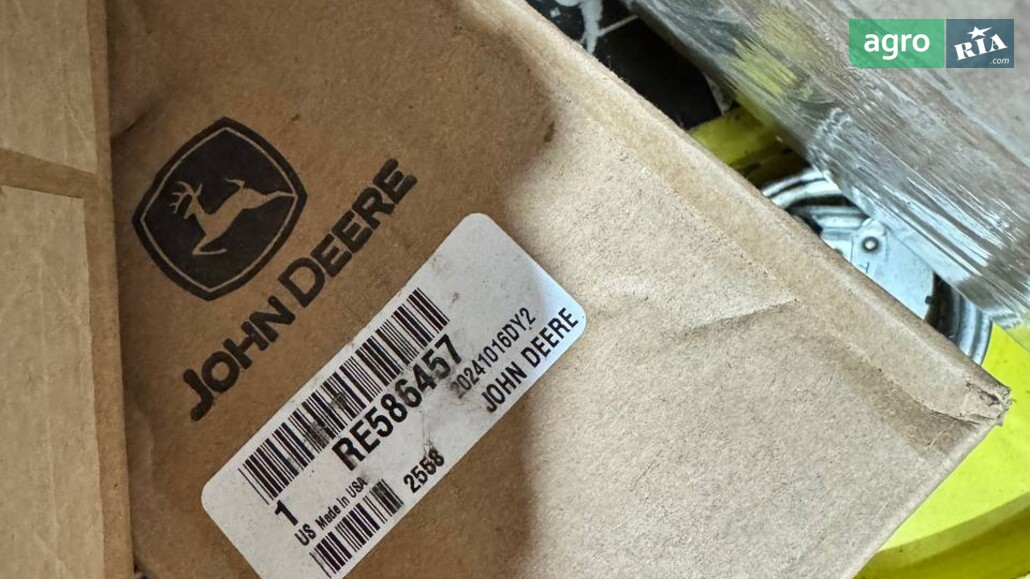 agro
RIA
.com
JOHN DEERE
RE586457
20241016DY2
JOHN DEERE
1
US Made in USA
2558